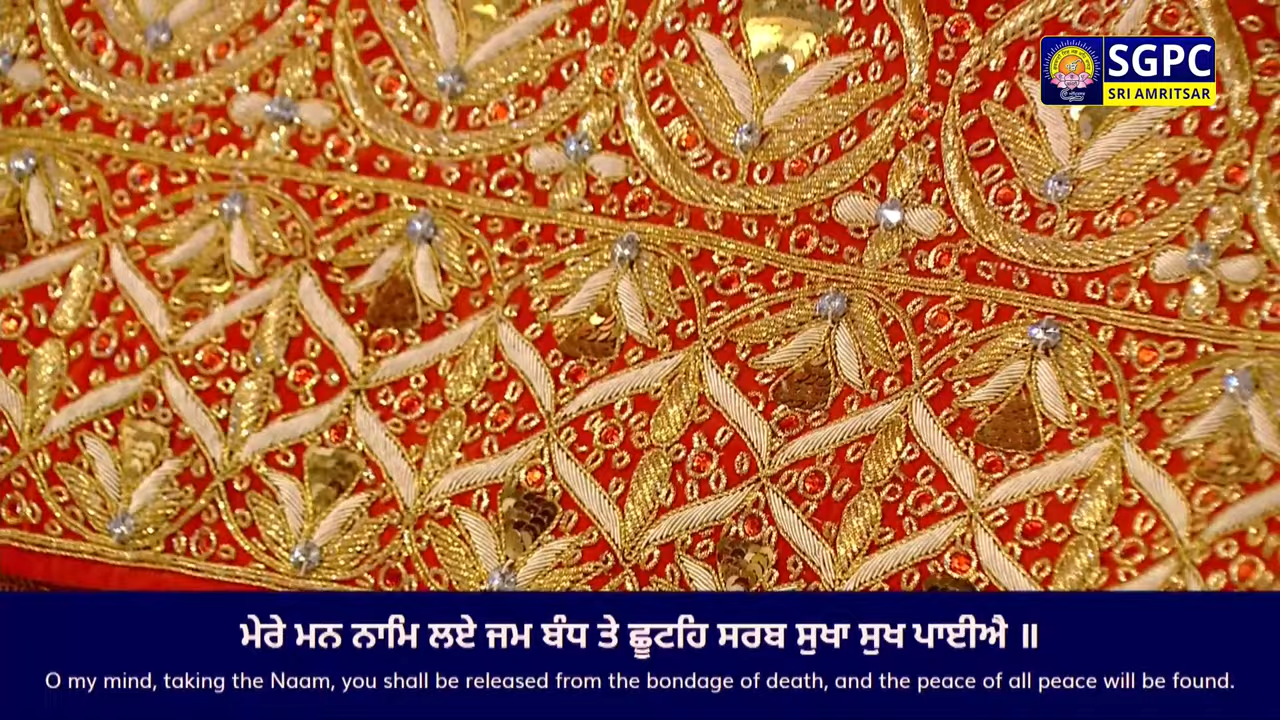 SGPC
SRI AMRITSAR
ਮੇਰੇ ਮਨ ਨਾਮਿ ਲਏ ਜਮ ਬੰਧ ਤੇ ਛੂਟਹਿ ਸਰਬ ਸੁਖਾ ਸੁਖ ਪਾਈਐ ॥
O my mind, taking the Naam, you shall be released from the bondage of death, and the peace of all peace will be found.